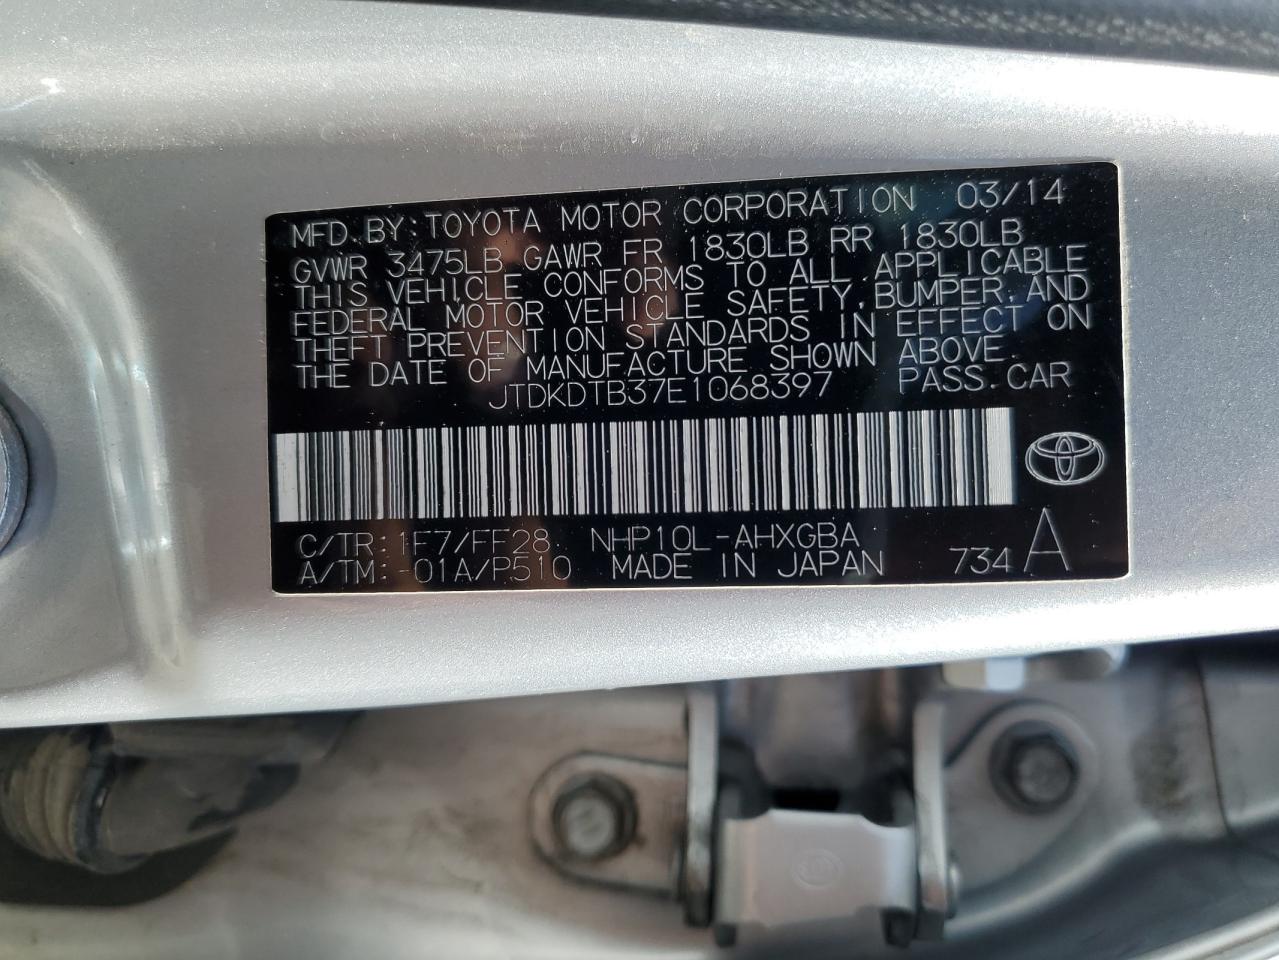 MFD.BY:TOYOTA MOTOR CORPORATION 03/14
GVWR 3475LB GAWR FR 1830LB RR 1830LB
THIS VEHICLE CONFORMS TO ALL APPLICABLE
FEDERAL MOTOR VEHICLE SAFETY,BUMPER,AND
THEFT PREVENTION STANDARDS IN EFFECT ON
THE DATE OF MANUFACTURE SHOWN ABOVE.
JTDKDTB37E1068397 PASS.CAR
C/TR: 1F7/FF28 NHP10L-AHXGBA
A/TM: -01A/P510 MADE IN JAPAN 734 A